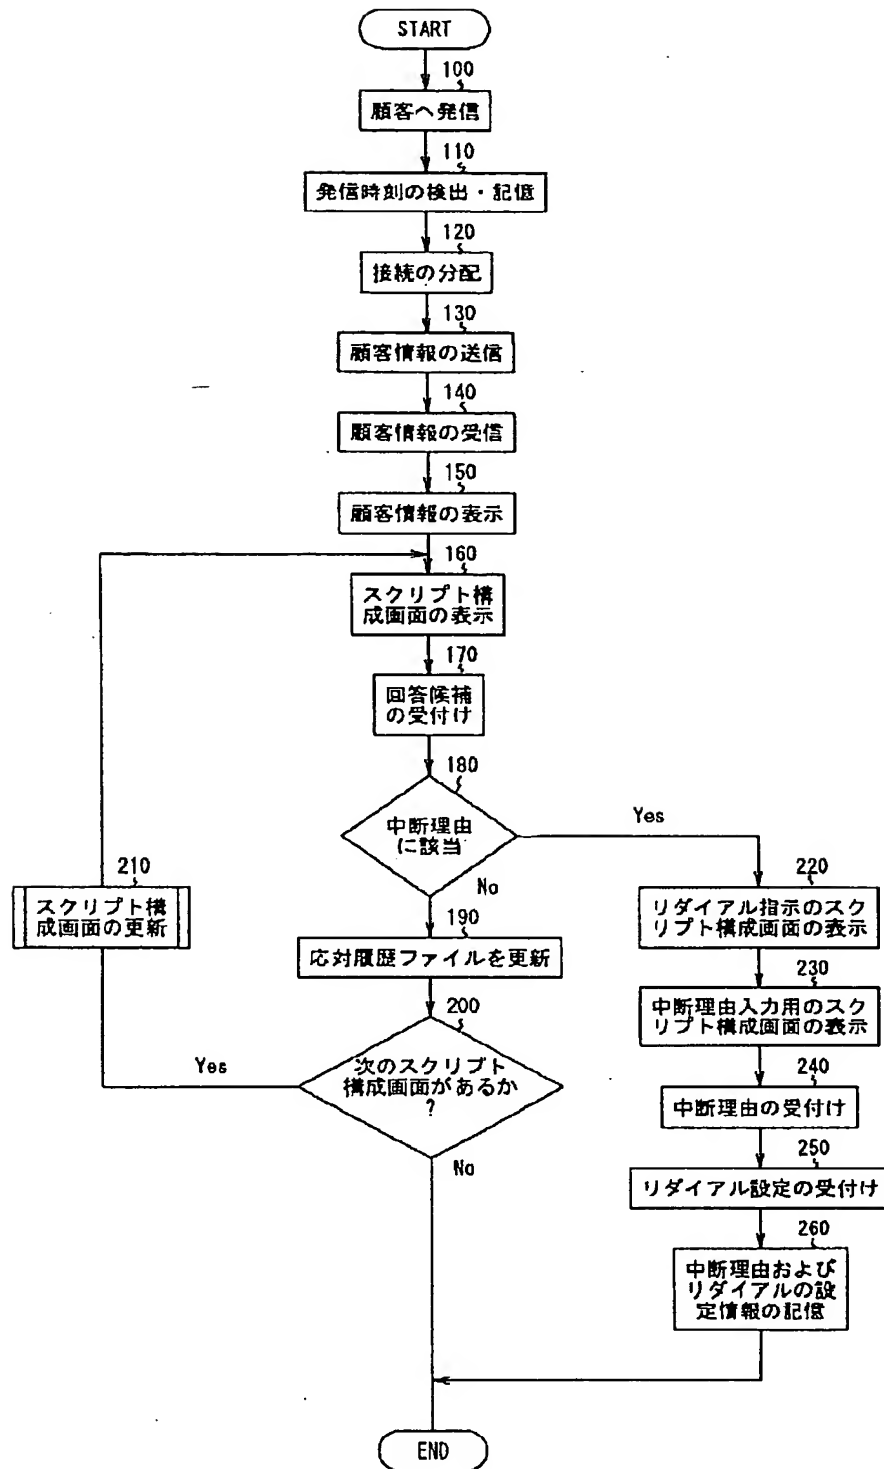 START
100
顧客へ発信
110
発信時刻の検出・記憶
120
接続の分配
130
顧客情報の送信
140
顧客情報の受信
150
顧客情報の表示
160
スクリプト構
成画面の表示
170
回答候補
の受付け
180
中断理由
に該当
Yes
No
210
スクリプト構
成画面の更新
190
応対履歴ファイルを更新
200
次のスクリプト
構成画面があるか
?
Yes
No
220
リダイアル指示のスク
リプト構成画面の表示
230
中断理由入力用のスク
リプト構成画面の表示
240
中断理由の受付け
250
リダイアル設定の受付け
260
中断理由および
リダイアルの設
定情報の記憶
END